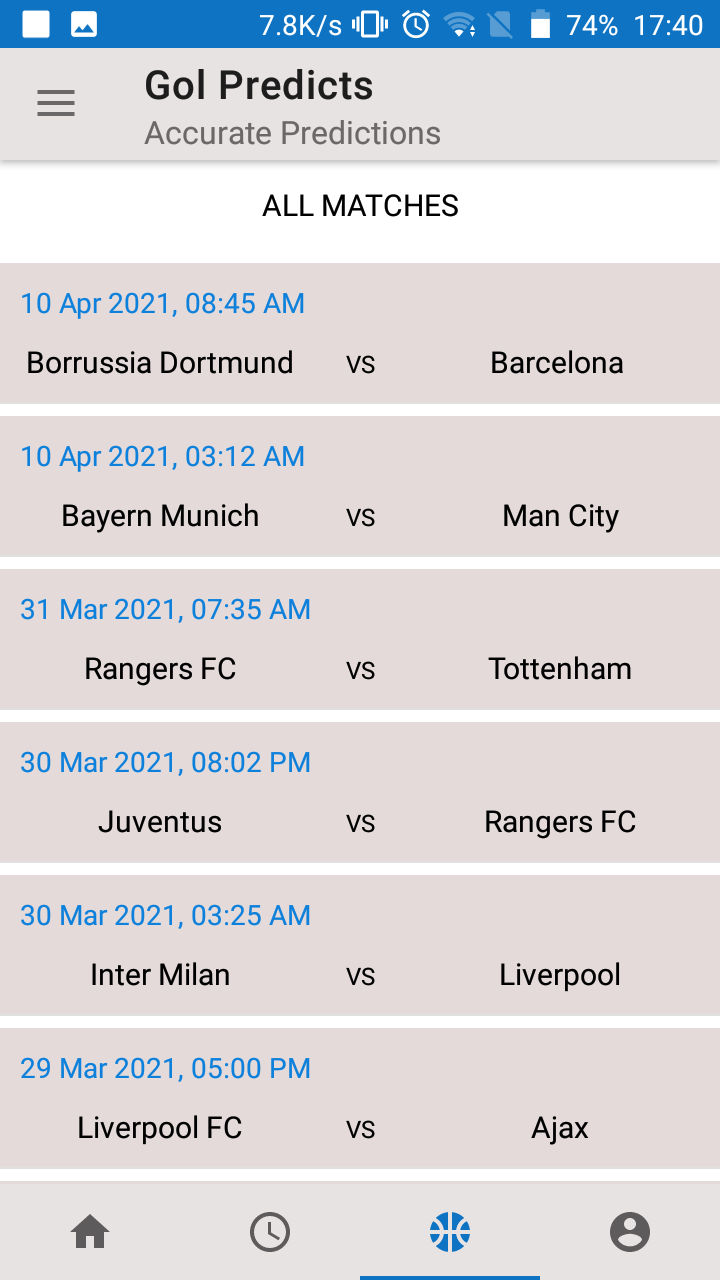 7.8K/s 74% 17:40
Gol Predicts
Accurate Predictions
ALL MATCHES
10 Apr 2021, 08:45 AM
Borrussia Dortmund vs Barcelona
10 Apr 2021, 03:12 AM
Bayern Munich vs Man City
31 Mar 2021, 07:35 AM
Rangers FC vs Tottenham
30 Mar 2021, 08:02 PM
Juventus vs Rangers FC
30 Mar 2021, 03:25 AM
Inter Milan vs Liverpool
29 Mar 2021, 05:00 PM
Liverpool FC vs Ajax